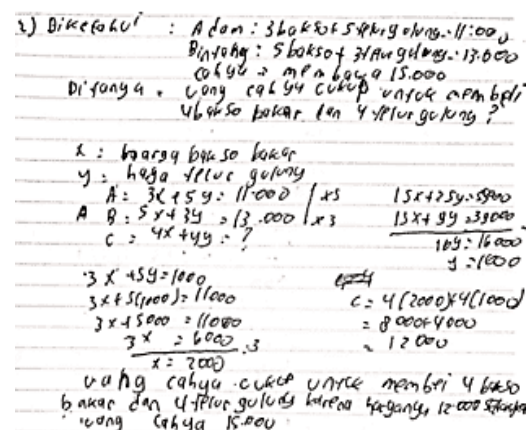 2) Diketahui : Adam : 3 bakso + 5 telur gulung = 11.000
Bintang : 5 bakso + 3 telur gulung = 13.000
Cahya = membawa 15.000
Ditanya . uang cahya cukup untuk membeli
4 bakso bakar dan 4 telur gulung ?
x : harga bakso bakar
y : harga telur gulung
A : 3x + 5y = 11.000 | x5 15x + 25y = 55000
B : 5x + 3y = 13.000 | x3 15x + 9y = 39000
C = 4x + 4y = ? 16y = 16000
y = 1000
3x + 5y = 1000
3x + 5(1000) = 11000 C = 4(2000) + 4(1000)
3x + 5000 = 11000 = 8000 + 4000
3x = 6000 : 3 = 12000
x = 2000
uang cahya cukup untuk membeli 4 bakso
bakar dan 4 telur gulung karena harganya 12.000
uang cahya 15.000